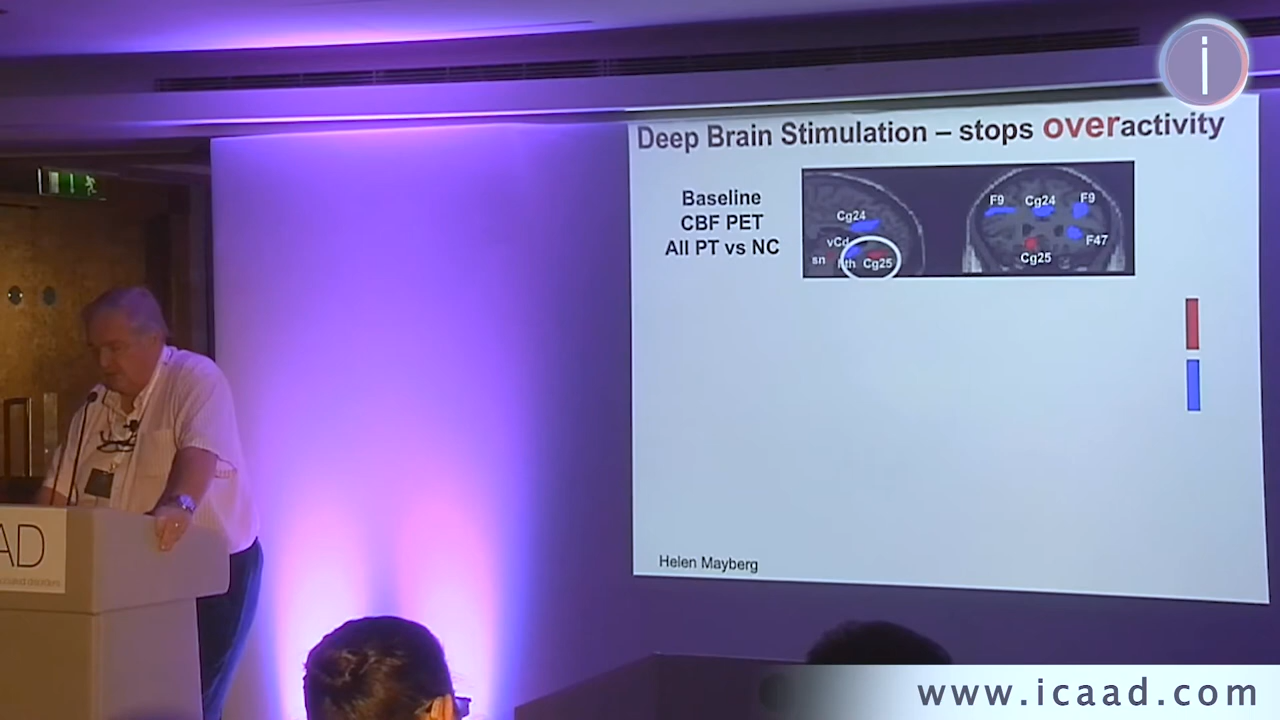 i
Deep Brain Stimulation – stops overactivity
Baseline
CBF PET
All PT vs NC
Cg24
vCd
sn
Cg25
F9
Cg24
F9
F47
Cg25
AD
disorders
Helen Mayberg
www.icaad.com